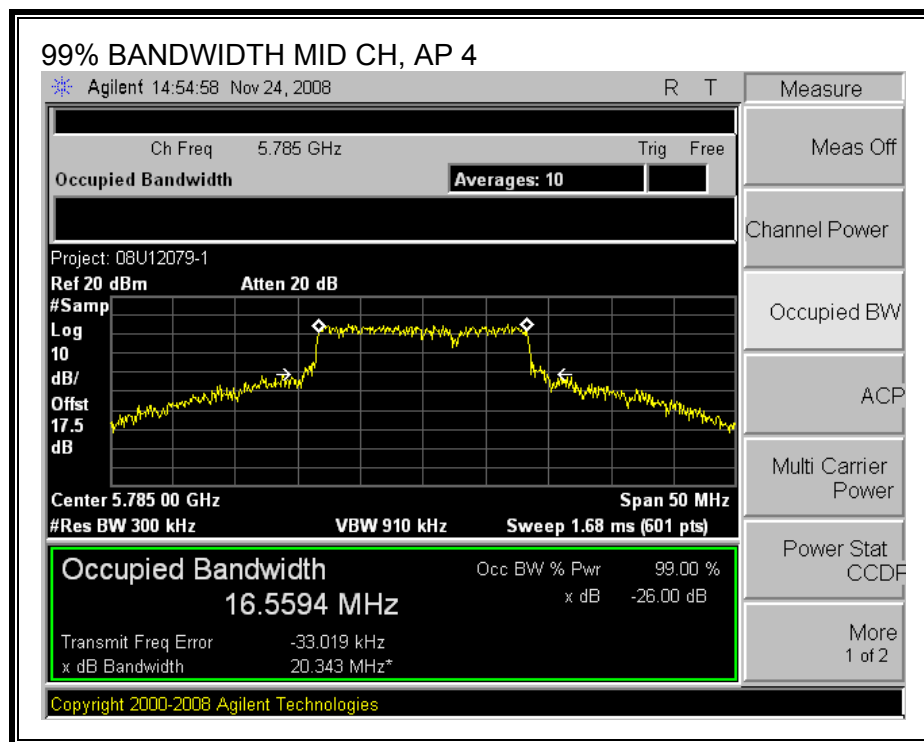 99% BANDWIDTH MID CH, AP 4
Agilent 14:54:58 Nov 24, 2008 R T
Measure
Ch Freq 5.785 GHz Trig Free
Occupied Bandwidth Averages: 10
Project: 08U12079-1
Ref 20 dBm Atten 20 dB
#Samp
Log
10
dB/
Offst
17.5
dB
Center 5.785 00 GHz Span 50 MHz
#Res BW 300 kHz VBW 910 kHz Sweep 1.68 ms (601 pts)
Occupied Bandwidth Occ BW % Pwr 99.00 %
16.5594 MHz x dB -26.00 dB
Transmit Freq Error -33.019 kHz
x dB Bandwidth 20.343 MHz*
Meas Off
Channel Power
Occupied BW
ACP
Multi Carrier
Power
Power Stat
CCDF
More
1 of 2
Copyright 2000-2008 Agilent Technologies